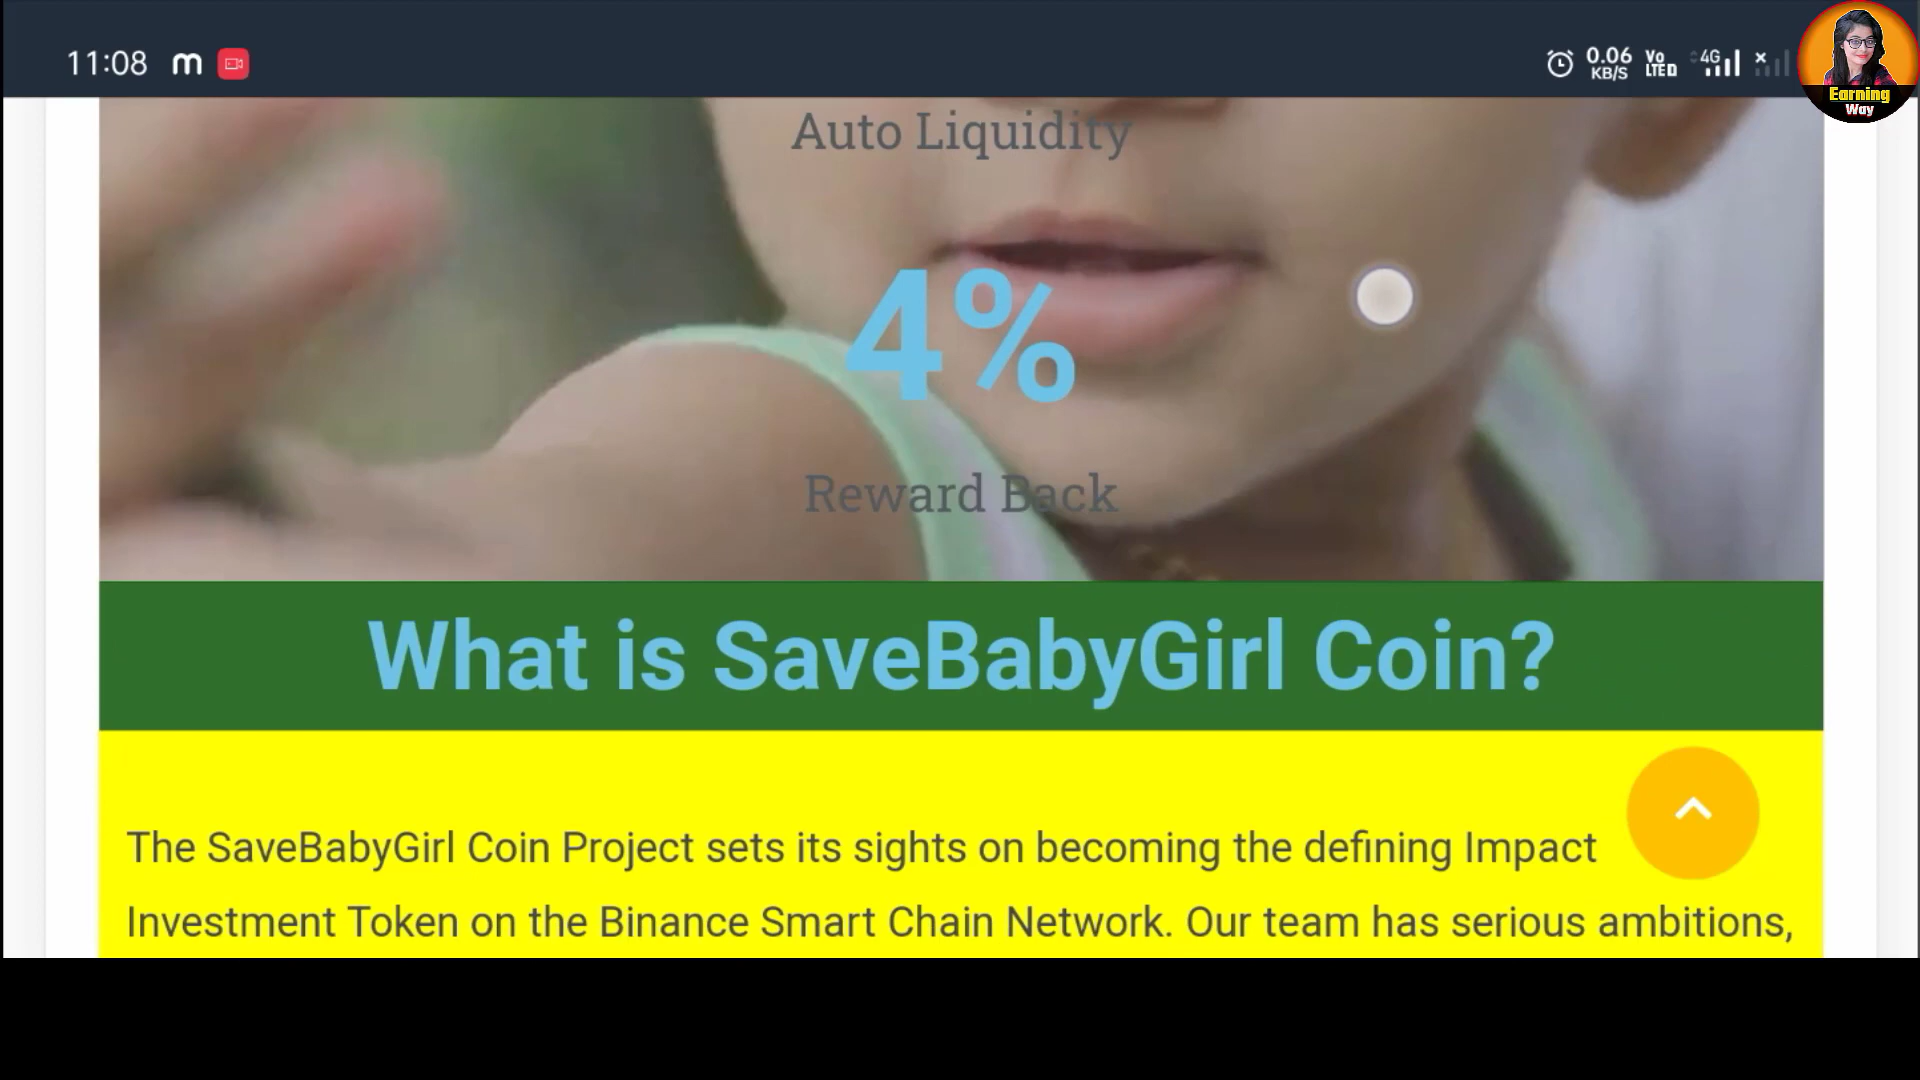 11:08 m
0.06
KB/S
Vo
LTE
4G
Earning
Way
Auto Liquidity
4%
Reward Back
What is SaveBabyGirl Coin?
The SaveBabyGirl Coin Project sets its sights on becoming the defining Impact
Investment Token on the Binance Smart Chain Network. Our team has serious ambitions,